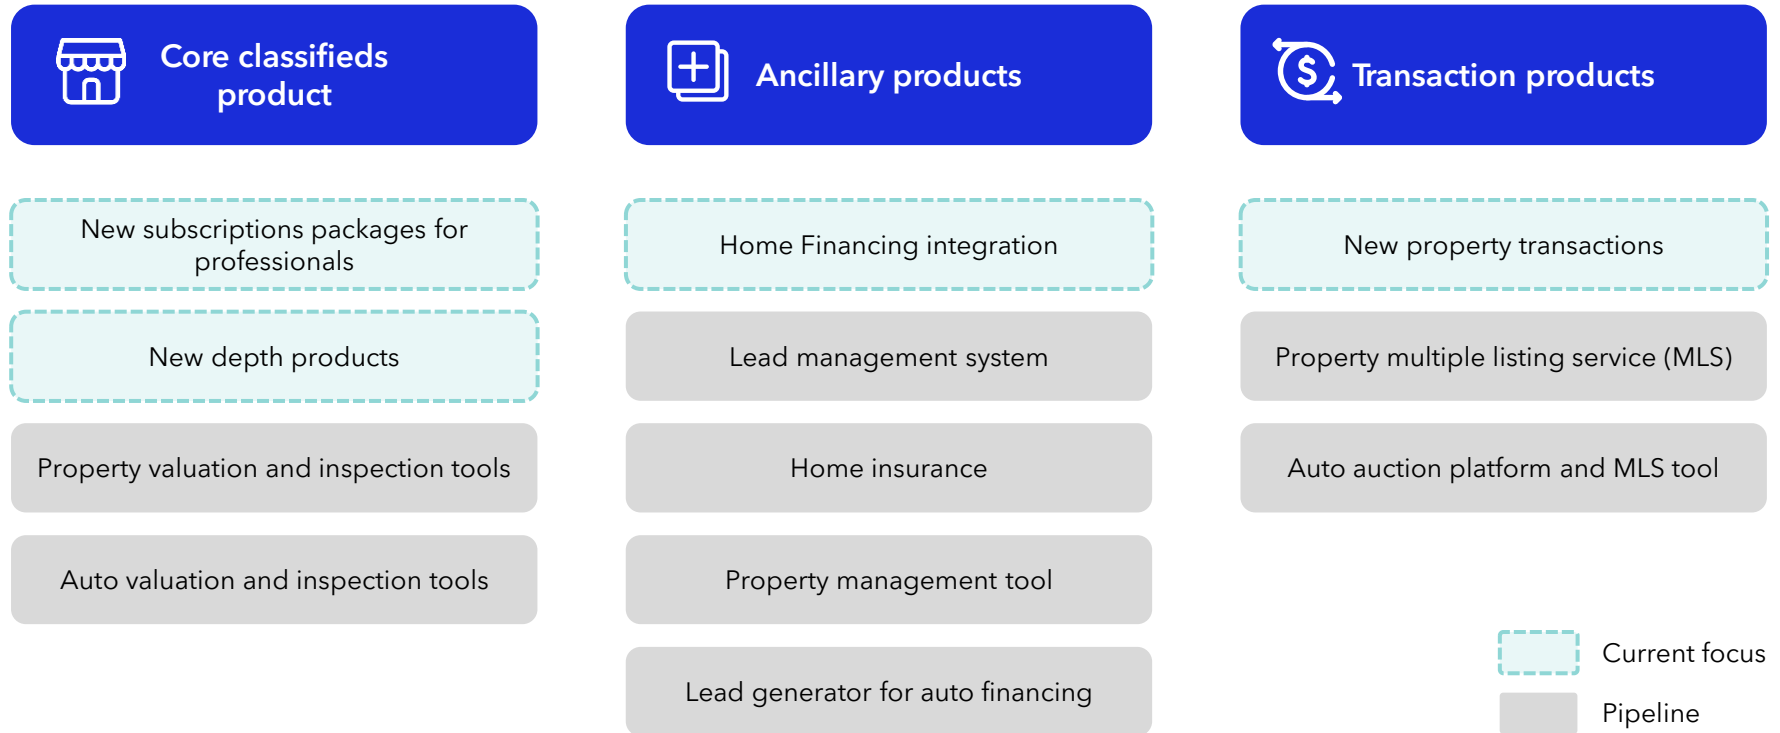 Core classifieds
product
New subscriptions packages for
professionals
New depth products
Property valuation and inspection tools
Auto valuation and inspection tools
Ancillary products
Home Financing integration
Lead management system
Home insurance
Property management tool
Lead generator for auto financing
$
Transaction products
New property transactions
Property multiple listing service (MLS)
Auto auction platform and MLS tool
Current focus
Pipeline